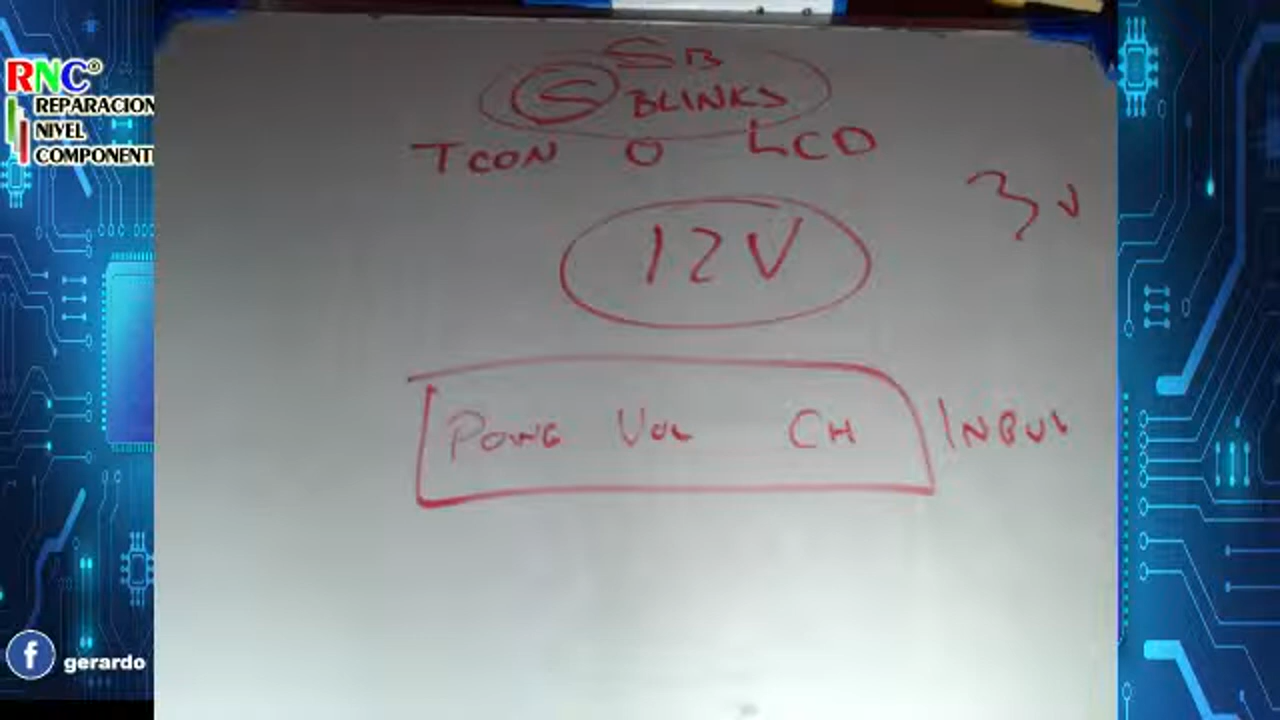 RNC®
REPARACION
NIVEL
COMPONENT
SB
S BLINKS
TCON O LCD
3V
12V
POWE VOL CH INPUt
gerardo